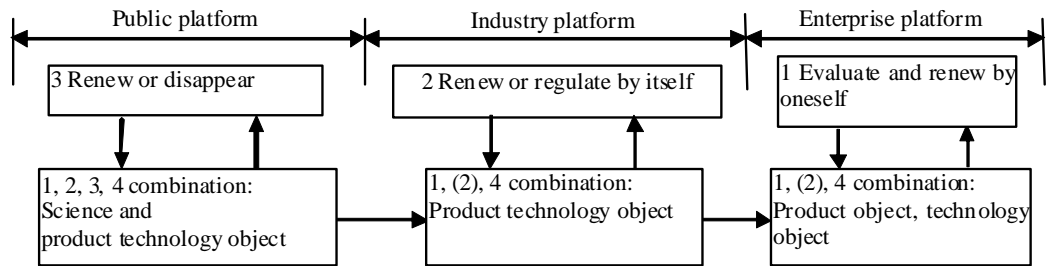 Public platform
Industry platform
Enterprise platform
3 Renew or disappear
2 Renew or regulate by itself
1 Evaluate and renew by
oneself
1, 2, 3, 4 combination:
Science and
product technology object
1, (2), 4 combination:
Product technology object
1, (2), 4 combination:
Product object, technology
object